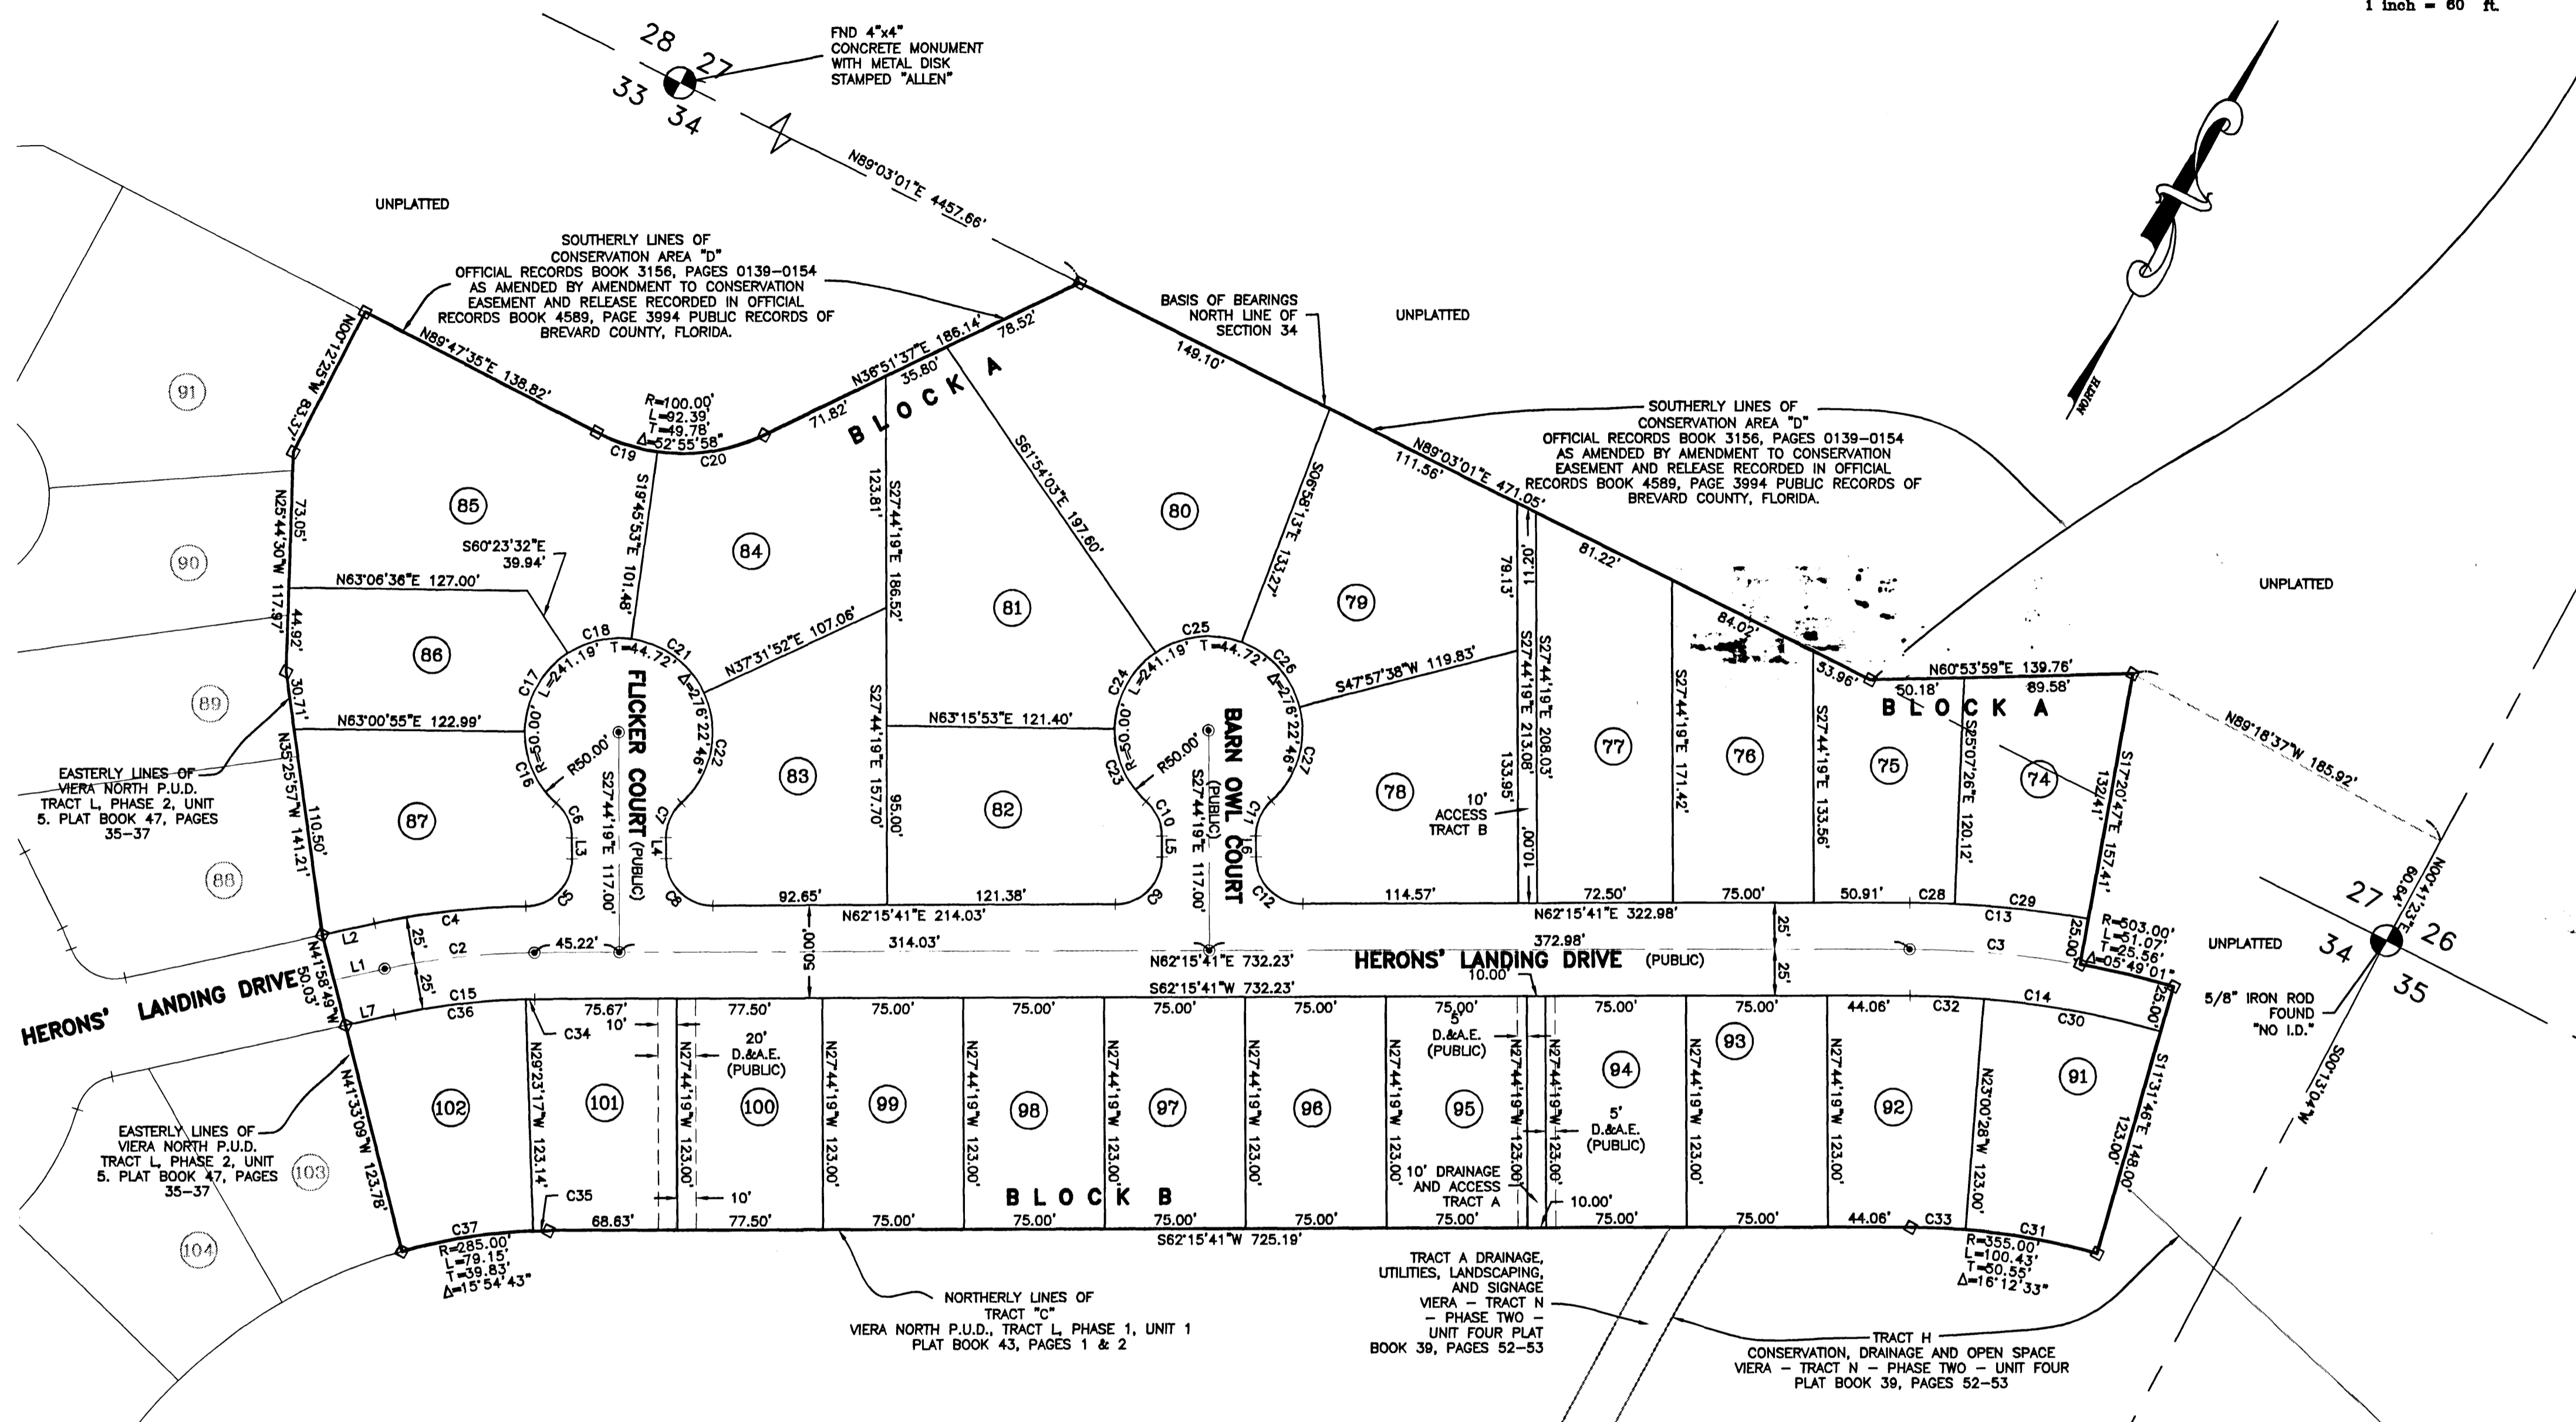 1 inch = 60 ft.
28
27
33
34
FND 4"x4"
CONCRETE MONUMENT
WITH METAL DISK
STAMPED "ALLEN"
N89°03'01"E 4457.66'
UNPLATTED
SOUTHERLY LINES OF
CONSERVATION AREA "D"
OFFICIAL RECORDS BOOK 3156, PAGES 0139-0154
AS AMENDED BY AMENDMENT TO CONSERVATION
EASEMENT AND RELEASE RECORDED IN OFFICIAL
RECORDS BOOK 4589, PAGE 3994 PUBLIC RECORDS OF
BREVARD COUNTY, FLORIDA.
BASIS OF BEARINGS
NORTH LINE OF
SECTION 34
UNPLATTED
NORTH
SOUTHERLY LINES OF
CONSERVATION AREA "D"
OFFICIAL RECORDS BOOK 3156, PAGES 0139-0154
AS AMENDED BY AMENDMENT TO CONSERVATION
EASEMENT AND RELEASE RECORDED IN OFFICIAL
RECORDS BOOK 4589, PAGE 3994 PUBLIC RECORDS OF
BREVARD COUNTY, FLORIDA.
N00°12'25"W 83.37'
N89°47'35"E 138.82'
R=100.00'
L=92.39'
T=49.78'
Δ=52°55'58"
C19
C20
N36°51'37"E 186.14'
71.82'
35.80'
78.52'
BLOCK A
149.10'
N89°03'01"E 471.05'
111.56'
81.22'
84.02'
53.96'
N60°53'59"E 139.76'
50.18'
89.58'
BLOCK A
UNPLATTED
N89°18'37"W 185.92'
91
90
89
88
N25°44'30"W 117.97'
73.05'
44.92'
30.71'
N35°25'57"W 141.21'
110.50'
EASTERLY LINES OF
VIERA NORTH P.U.D.
TRACT L, PHASE 2, UNIT
5. PLAT BOOK 47, PAGES
35-37
85
S60°23'32"E
39.94'
N63°06'36"E 127.00'
86
N63°00'55"E 122.99'
87
S19°45'53"E 101.48'
84
N37°31'52"E 107.06'
123.81'
S27°44'19"E 186.52'
S27°44'19"E 157.70'
95.00'
83
C18
C17
C16
C21
C22
L=241.19'
T=44.72'
R=50.00'
Δ=276°22'46"
R50.00'
FLICKER COURT (PUBLIC)
S27°44'19"E 117.00'
C6
C7
L3
L4
C5
C8
S61°54'03"E 197.60'
81
80
S06°58'13"E 133.27'
79
N63°15'53"E 121.40'
82
C25
C24
C23
C26
C27
L=241.19'
T=44.72'
R=50.00'
Δ=276°22'46"
R50.00'
BARN OWL COURT
(PUBLIC)
S27°44'19"E 117.00'
C10
C11
L5
L6
C9
C12
S47°57'38"W 119.83'
78
79.13'
133.95'
S27°44'19"E 213.08'
S27°44'19"E 208.03'
11.20'
10.00'
10'
ACCESS
TRACT B
77
S27°44'19"E 171.42'
76
S27°44'19"E 133.56'
75
S25°07'26"E 120.12'
74
132.41'
S17°20'47"E 157.41'
92.65'
121.38'
114.57'
72.50'
75.00'
50.91'
C28
C29
N62°15'41"E 214.03'
N62°15'41"E 322.98'
C13
L2
C4
L1
C2
25'
25'
45.22'
314.03'
50.00'
372.98'
25'
25'
C3
25.00'
N62°15'41"E 732.23'
HERONS' LANDING DRIVE (PUBLIC)
R=503.00'
L=51.07'
T=25.56'
Δ=05°49'01"
27
26
34
35
N00°41'23"E
60.64'
UNPLATTED
5/8" IRON ROD
FOUND
"NO I.D."
S00°13'04"W
HERONS' LANDING DRIVE
N41°58'49"W
50.03'
L7
C15
C36
S62°15'41"W 732.23'
10.00'
75.67'
77.50'
75.00'
75.00'
75.00'
75.00'
75.00'
75.00'
75.00'
44.06'
C32
C14
C30
25.00'
C34
10'
20'
D.&A.E.
(PUBLIC)
5'
D.&A.E.
(PUBLIC)
5'
D.&A.E.
(PUBLIC)
N41°33'09"W 123.78'
102
N29°23'17"W 123.14'
101
N27°44'19"W 123.00'
100
N27°44'19"W 123.00'
99
N27°44'19"W 123.00'
98
N27°44'19"W 123.00'
97
N27°44'19"W 123.00'
96
N27°44'19"W 123.00'
95
N27°44'19"W 123.00'
N27°44'19"W 123.00'
94
N27°44'19"W 123.00'
93
N27°44'19"W 123.00'
92
N23°00'28"W 123.00'
91
123.00'
S11°31'46"E 148.00'
EASTERLY LINES OF
VIERA NORTH P.U.D.
TRACT L, PHASE 2, UNIT
5. PLAT BOOK 47, PAGES
35-37
103
104
10' DRAINAGE
AND ACCESS
TRACT A
10.00'
BLOCK B
C35
10'
C37
68.63'
77.50'
75.00'
75.00'
75.00'
75.00'
75.00'
75.00'
75.00'
44.06'
C33
C31
S62°15'41"W 725.19'
R=285.00'
L=79.15'
T=39.83'
Δ=15°54'43"
R=355.00'
L=100.43'
T=50.55'
Δ=16°12'33"
NORTHERLY LINES OF
TRACT "C"
VIERA NORTH P.U.D., TRACT L, PHASE 1, UNIT 1
PLAT BOOK 43, PAGES 1 & 2
TRACT A DRAINAGE,
UTILITIES, LANDSCAPING,
AND SIGNAGE
VIERA - TRACT N
- PHASE TWO -
UNIT FOUR PLAT
BOOK 39, PAGES 52-53
TRACT H
CONSERVATION, DRAINAGE AND OPEN SPACE
VIERA - TRACT N - PHASE TWO - UNIT FOUR
PLAT BOOK 39, PAGES 52-53